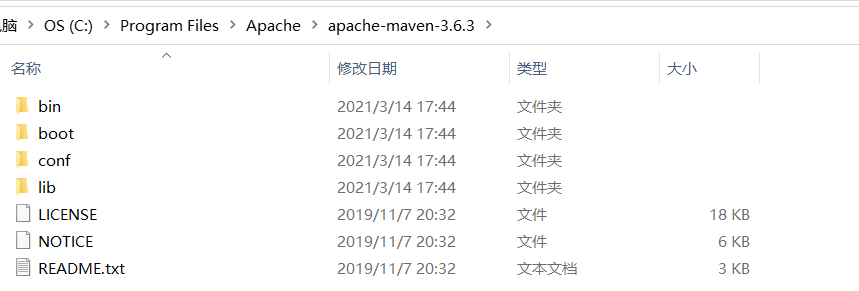 脑 > OS (C:) > Program Files > Apache > apache-maven-3.6.3 >
名称 修改日期 类型 大小
bin 2021/3/14 17:44 文件夹
boot 2021/3/14 17:44 文件夹
conf 2021/3/14 17:44 文件夹
lib 2021/3/14 17:44 文件夹
LICENSE 2019/11/7 20:32 文件 18 KB
NOTICE 2019/11/7 20:32 文件 6 KB
README.txt 2019/11/7 20:32 文本文档 3 KB